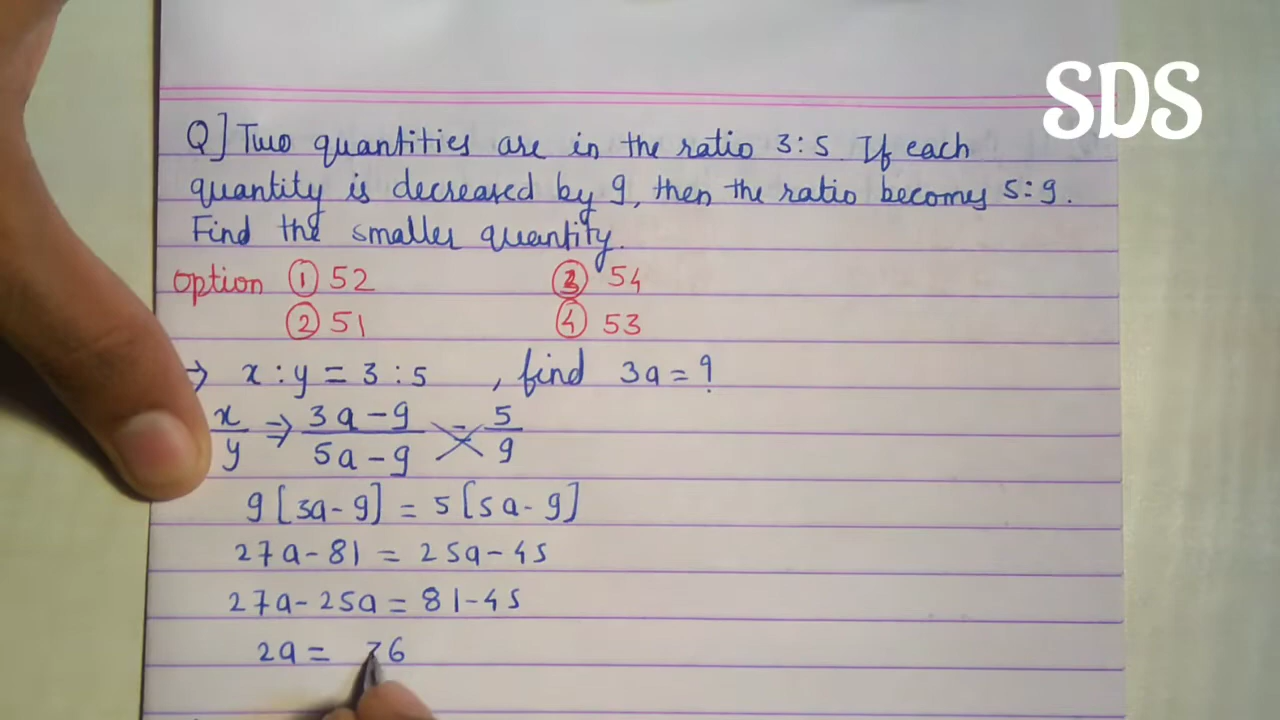 SDS
Q] Two quantities are in the ratio 3:5. If each
quantity is decreased by 9, then the ratio becomes 5:9.
Find the smaller quantity.
option ① 52 ③ 54
② 51 ④ 53
⇒ x : y = 3 : 5 , find 3a = ?
x/y ⇒ 3a-9/5a-9 = 5/9
9[3a-9] = 5[5a-9]
27a-81 = 25a-45
27a-25a = 81-45
2a = 36